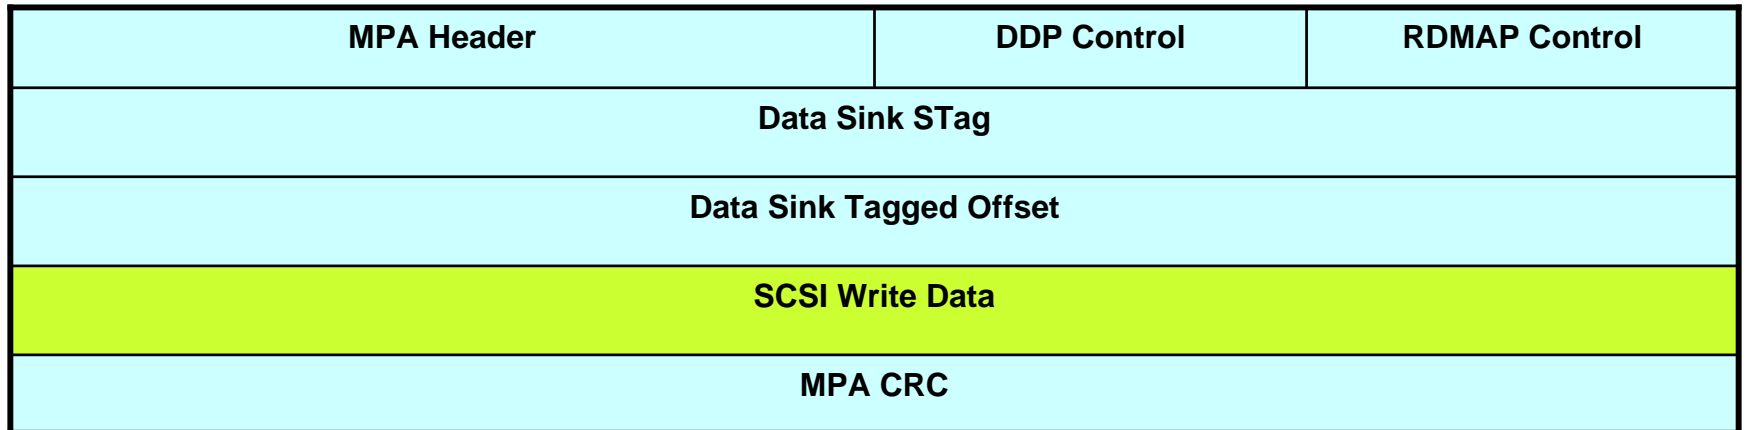 MPA Header DDP Control RDMAP Control
Data Sink STag
Data Sink Tagged Offset
SCSI Write Data
MPA CRC